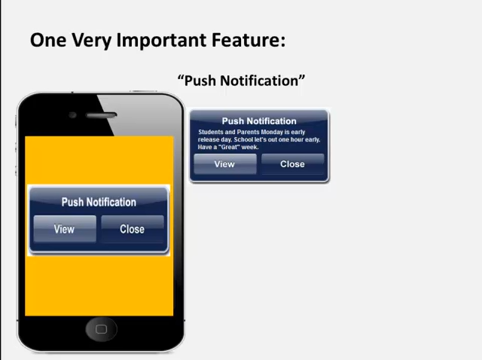 One Very Important Feature:
“Push Notification”
Push Notification
Students and Parents Monday is early
release day. School let's out one hour early.
Have a "Great" week.
View Close
Push Notification
View Close